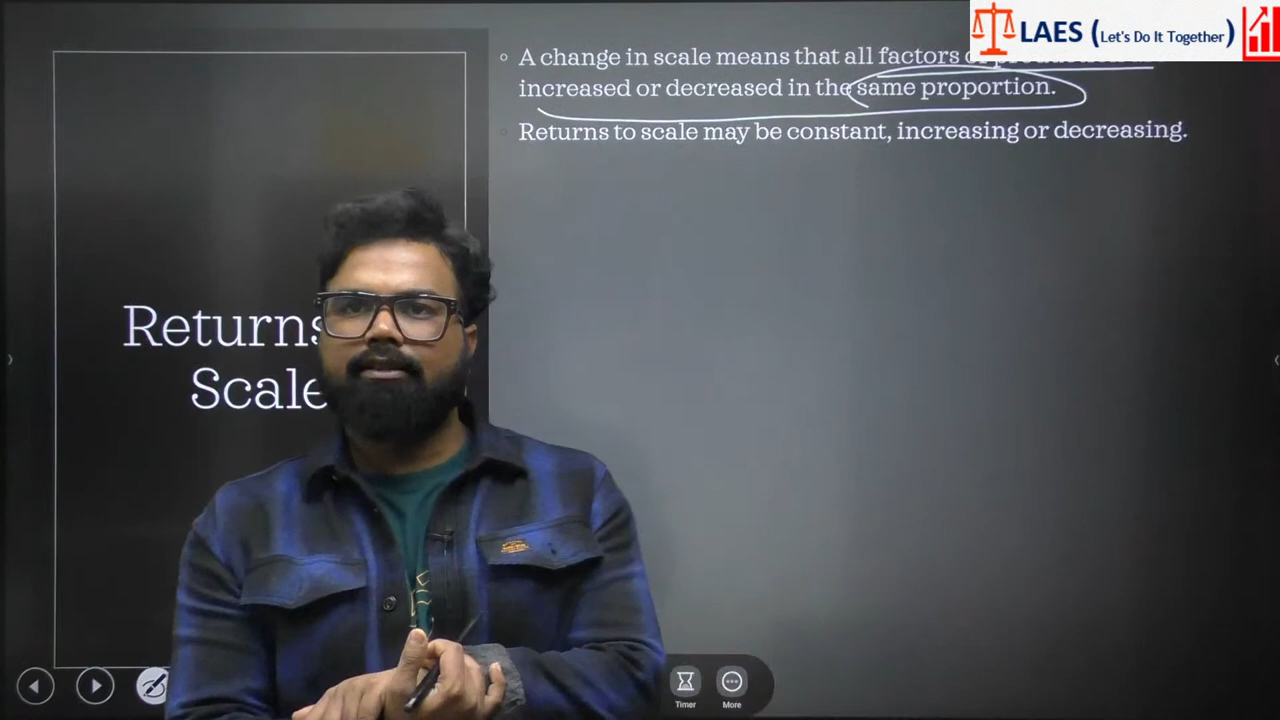 LAES (Let's Do It Together)
A change in scale means that all factors
increased or decreased in the same proportion.
Returns to scale may be constant, increasing or decreasing.
Returns
Scale
Timer
More